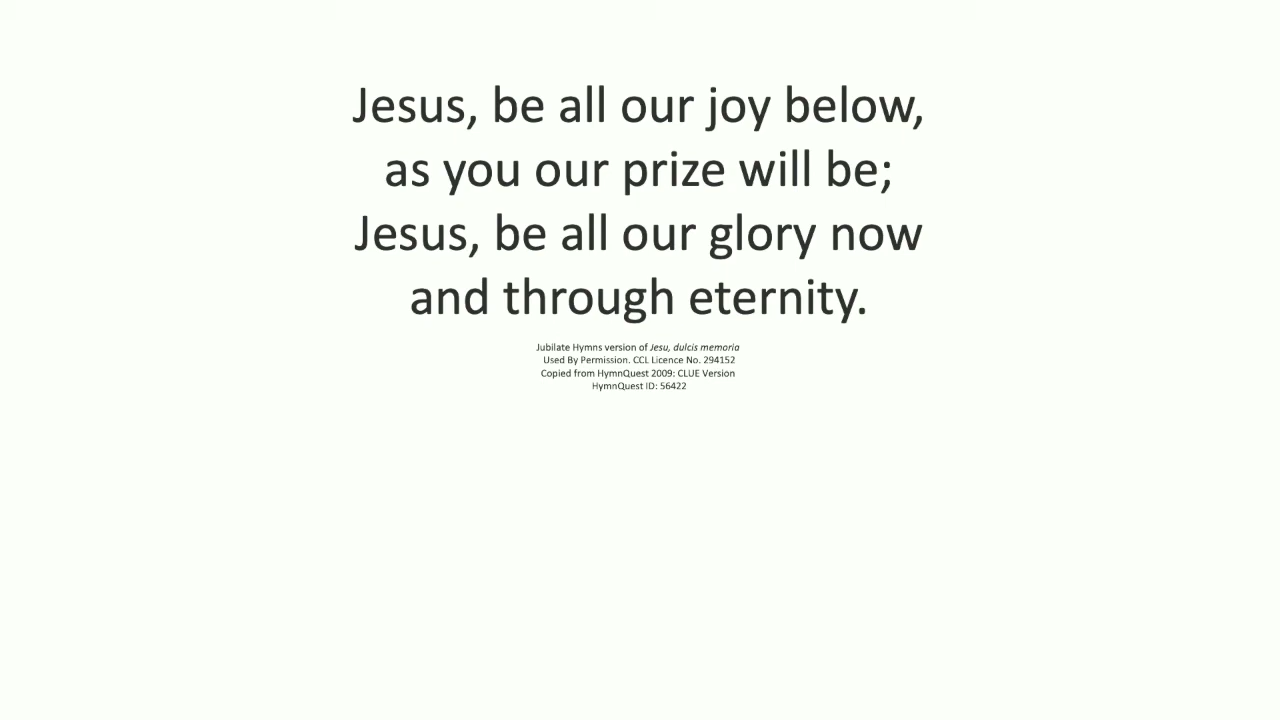 Jesus, be all our joy below,
as you our prize will be;
Jesus, be all our glory now
and through eternity.
Jubilate Hymns version of Jesu, dulcis memoria
Used By Permission. CCL Licence No. 294152
Copied from HymnQuest 2009: CLUE Version
HymnQuest ID: 56422